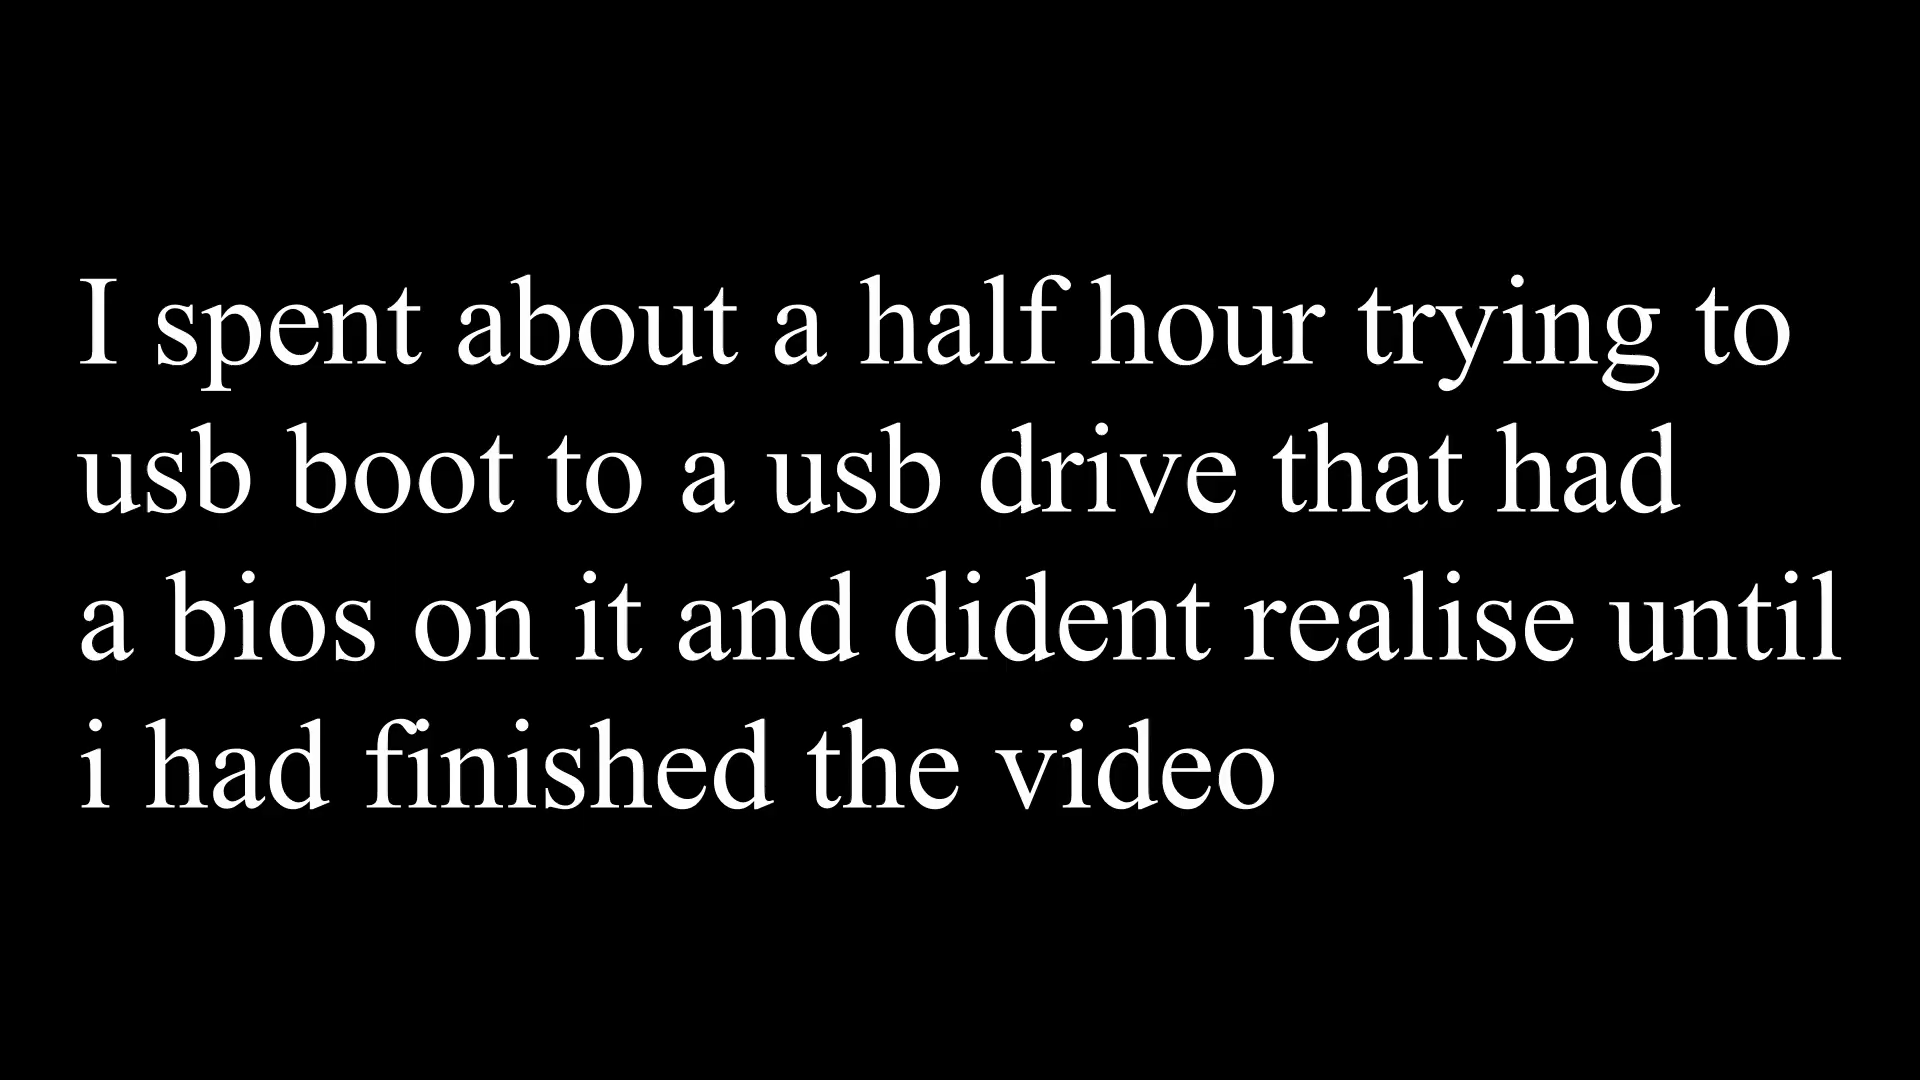 I spent about a half hour trying to
usb boot to a usb drive that had
a bios on it and dident realise until
i had finished the video